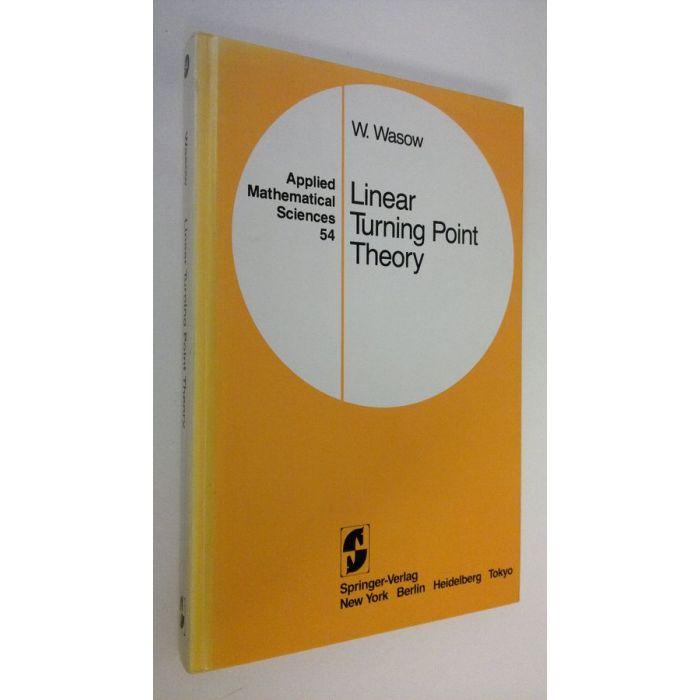 W. Wasow
Applied
Mathematical
Sciences
54
Linear
Turning Point
Theory
Springer-Verlag
New York Berlin Heidelberg Tokyo
Wasow Linear Turning Point Theory